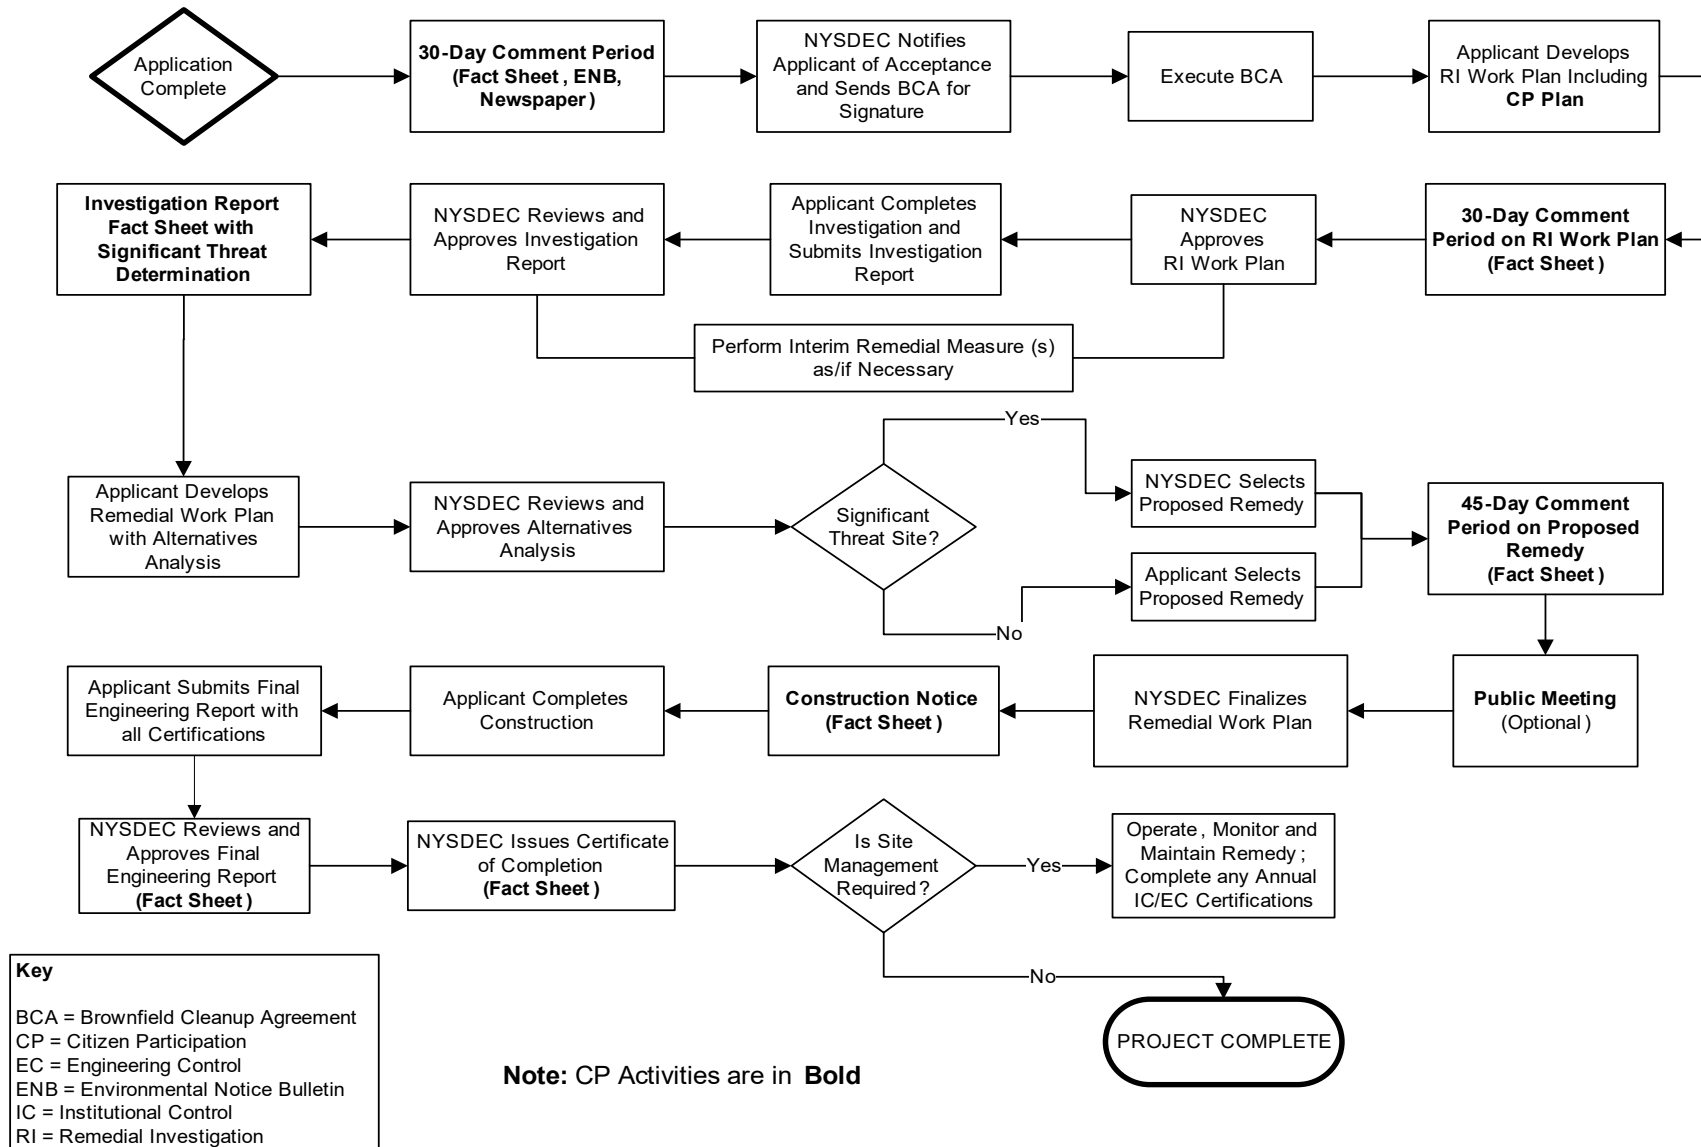 Application
Complete
30-Day Comment Period
(Fact Sheet, ENB,
Newspaper)
NYSDEC Notifies
Applicant of Acceptance
and Sends BCA for
Signature
Execute BCA
Applicant Develops
RI Work Plan Including
CP Plan
Investigation Report
Fact Sheet with
Significant Threat
Determination
NYSDEC Reviews and
Approves Investigation
Report
Applicant Completes
Investigation and
Submits Investigation
Report
NYSDEC
Approves
RI Work Plan
30-Day Comment
Period on RI Work Plan
(Fact Sheet)
Perform Interim Remedial Measure (s)
as/if Necessary
Applicant Develops
Remedial Work Plan
with Alternatives
Analysis
NYSDEC Reviews and
Approves Alternatives
Analysis
Significant
Threat Site?
Yes
No
NYSDEC Selects
Proposed Remedy
Applicant Selects
Proposed Remedy
45-Day Comment
Period on Proposed
Remedy
(Fact Sheet)
Applicant Submits Final
Engineering Report with
all Certifications
Applicant Completes
Construction
Construction Notice
(Fact Sheet)
NYSDEC Finalizes
Remedial Work Plan
Public Meeting
(Optional)
NYSDEC Reviews and
Approves Final
Engineering Report
(Fact Sheet)
NYSDEC Issues Certificate
of Completion
(Fact Sheet)
Is Site
Management
Required?
Yes
No
Operate, Monitor and
Maintain Remedy;
Complete any Annual
IC/EC Certifications
PROJECT COMPLETE
Key
BCA = Brownfield Cleanup Agreement
CP = Citizen Participation
EC = Engineering Control
ENB = Environmental Notice Bulletin
IC = Institutional Control
RI = Remedial Investigation
Note: CP Activities are in Bold